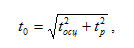 t₀ = √(t²осц + t²р) ,